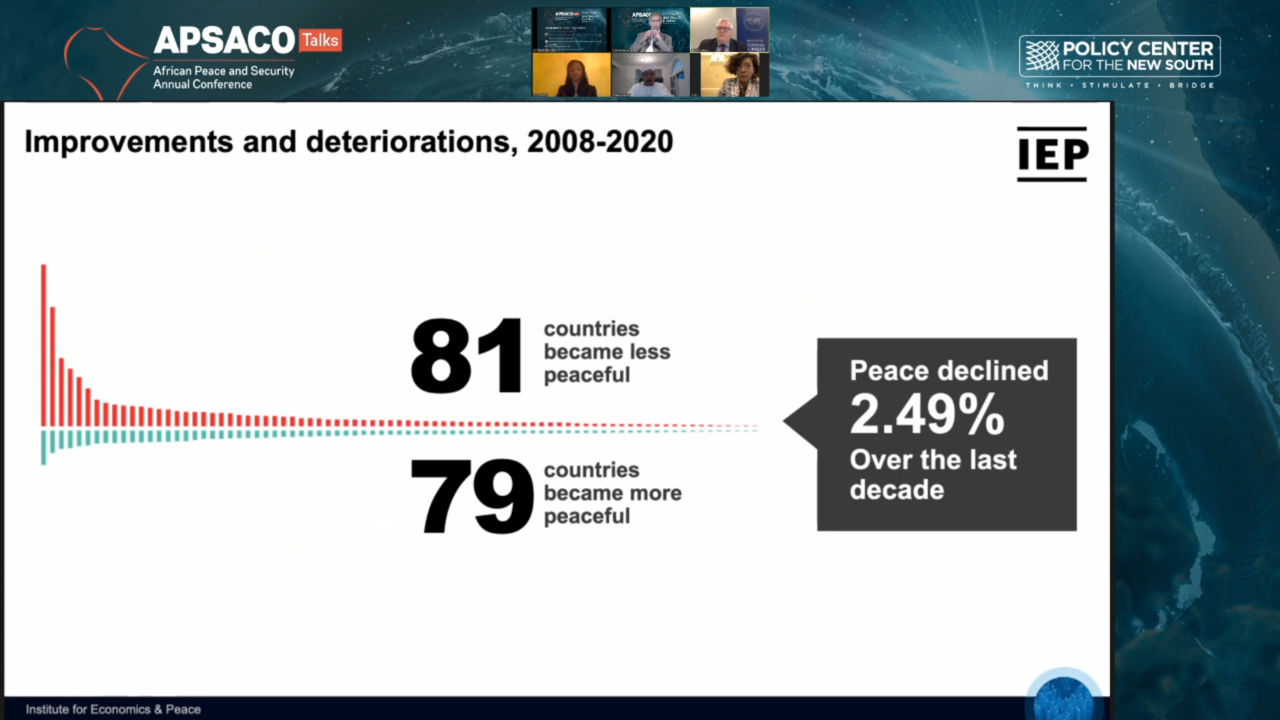 APSACO Talks
African Peace and Security
Annual Conference
POLICY CENTER
FOR THE NEW SOUTH
THINK • STIMULATE • BRIDGE
Improvements and deteriorations, 2008-2020
IEP
81
countries
became less
peaceful
79
countries
became more
peaceful
Peace declined
2.49%
Over the last
decade
Institute for Economics & Peace